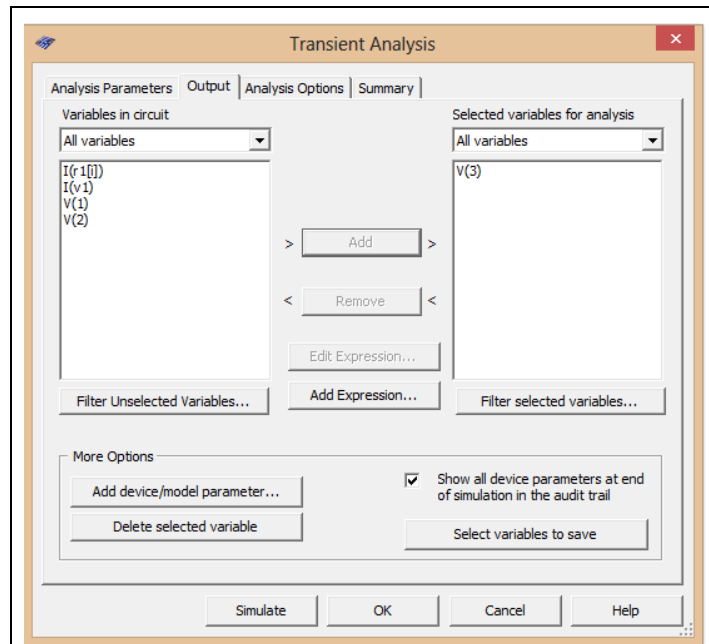 Transient Analysis
Analysis Parameters Output Analysis Options Summary
Variables in circuit
All variables
I(r1[i])
I(v1)
V(1)
V(2)
> Add >
< Remove <
Edit Expression...
Add Expression...
Filter Unselected Variables...
Selected variables for analysis
All variables
V(3)
Filter selected variables...
More Options
Add device/model parameter...
Delete selected variable
Show all device parameters at end
of simulation in the audit trail
Select variables to save
Simulate OK Cancel Help